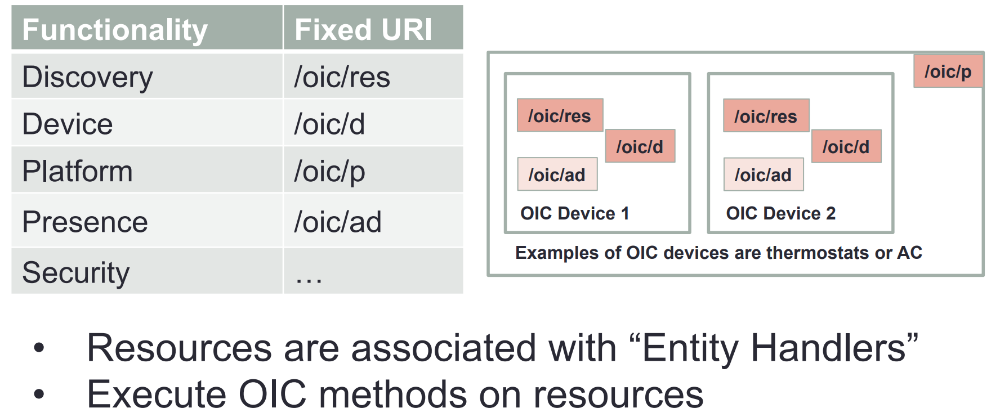 Functionality Fixed URI
Discovery /oic/res
Device /oic/d
Platform /oic/p
Presence /oic/ad
Security …
/oic/p
/oic/res
/oic/d
/oic/ad
OIC Device 1
/oic/res
/oic/d
/oic/ad
OIC Device 2
Examples of OIC devices are thermostats or AC
• Resources are associated with “Entity Handlers”
• Execute OIC methods on resources